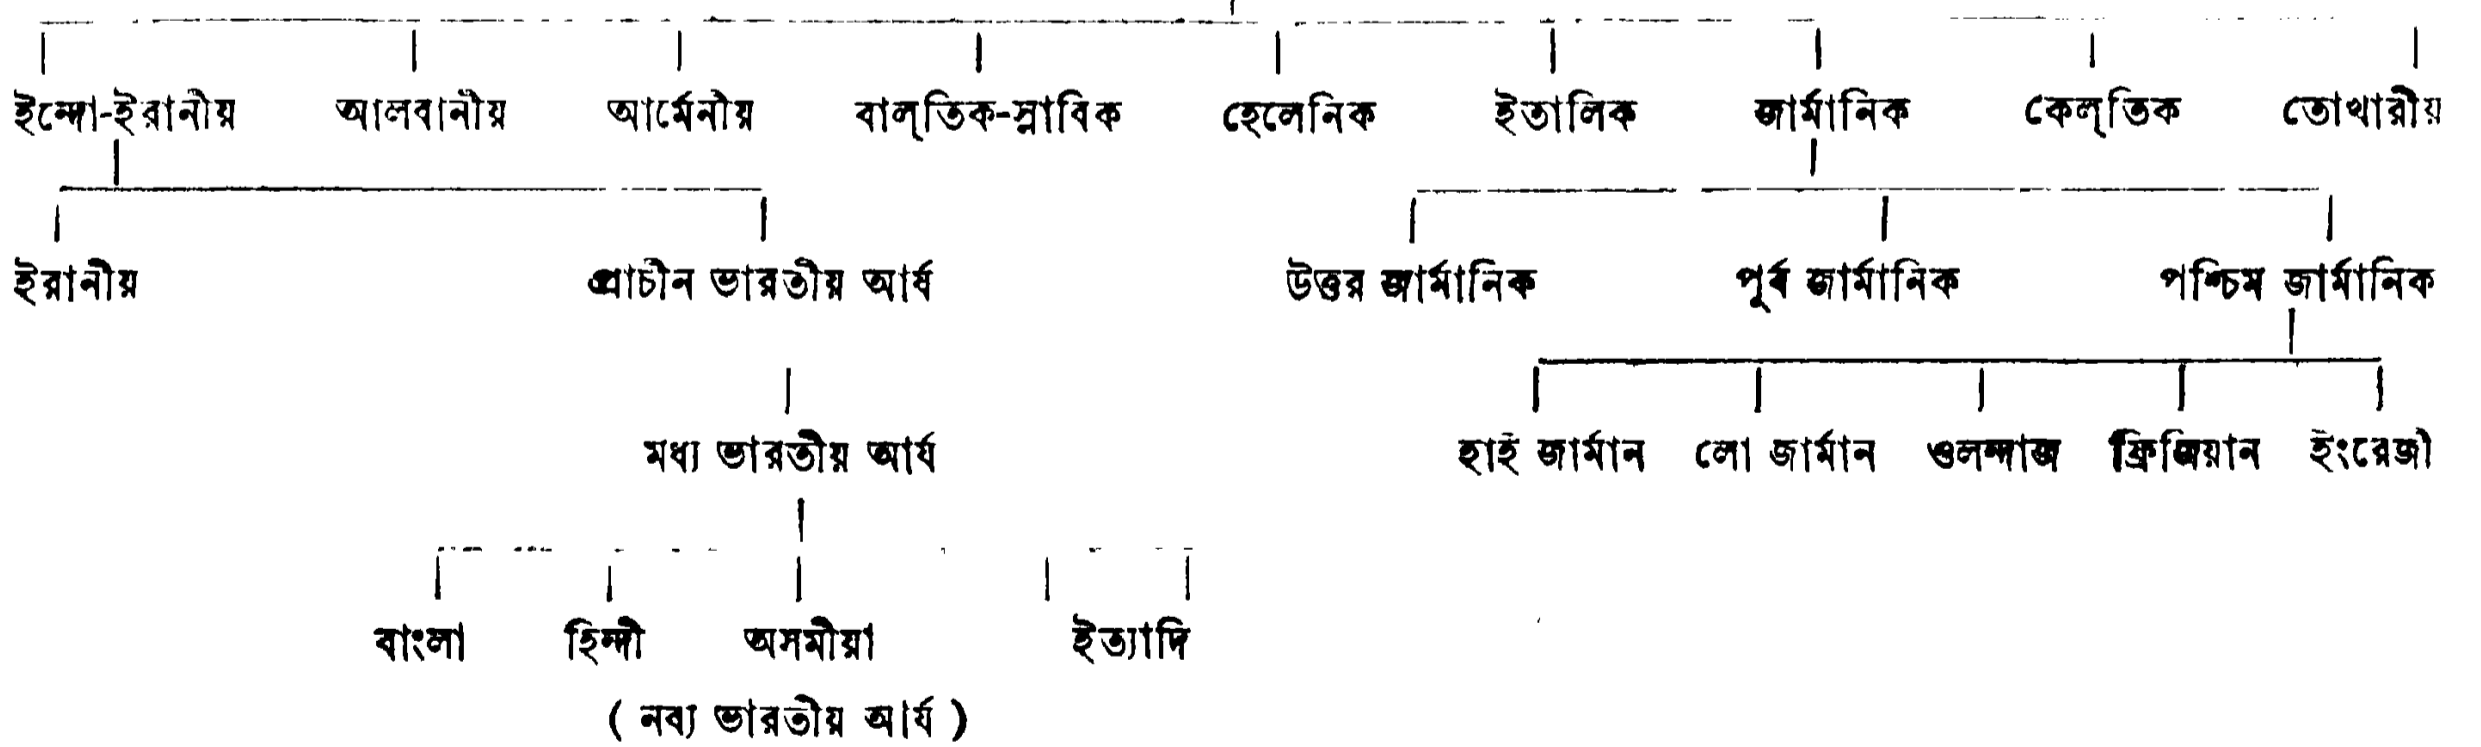 ইন্দো-ইরানীয় আলবানীয় আর্মেনীয় বাল্‌তিক-স্লাবিক হেলেনিক ইতালিক জার্মানিক কেল্‌তিক তোখারীয়
ইরানীয় প্রাচীন ভারতীয় আর্য উত্তর জার্মানিক পূর্ব জার্মানিক পশ্চিম জার্মানিক
মধ্য ভারতীয় আর্য হাই জার্মান লো জার্মান ওলন্দাজ ফ্রিজিয়ান ইংরেজী
বাংলা হিন্দী অসমীয়া ইত্যাদি
( নব্য ভারতীয় আর্য )